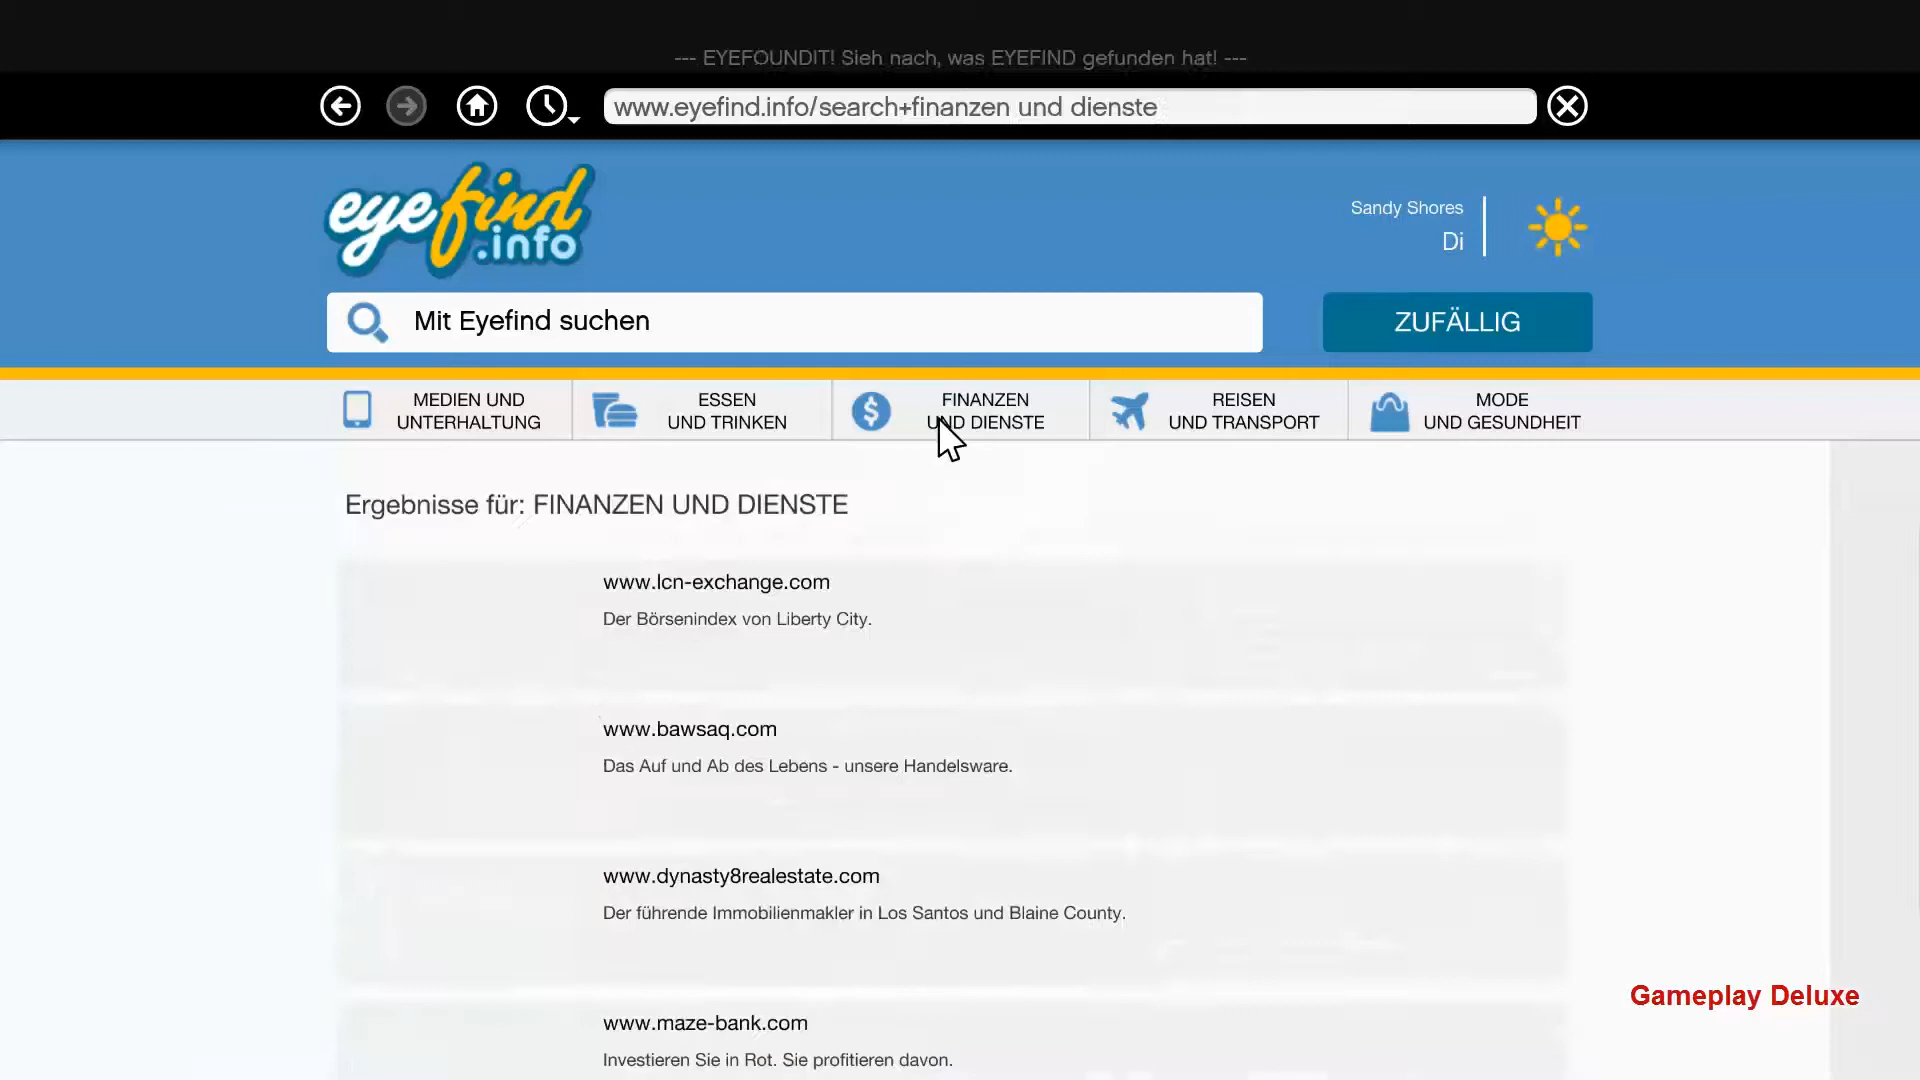 --- EYEFOUNDIT! Sieh nach, was EYEFIND gefunden hat! ---
www.eyefind.info/search+finanzen und dienste
eyefind
.info
Sandy Shores
Di
Mit Eyefind suchen
ZUFÄLLIG
MEDIEN UND
UNTERHALTUNG
ESSEN
UND TRINKEN
FINANZEN
UND DIENSTE
REISEN
UND TRANSPORT
MODE
UND GESUNDHEIT
Ergebnisse für: FINANZEN UND DIENSTE
www.lcn-exchange.com
Der Börsenindex von Liberty City.
www.bawsaq.com
Das Auf und Ab des Lebens - unsere Handelsware.
www.dynasty8realestate.com
Der führende Immobilienmakler in Los Santos und Blaine County.
www.maze-bank.com
Investieren Sie in Rot. Sie profitieren davon.
Gameplay Deluxe